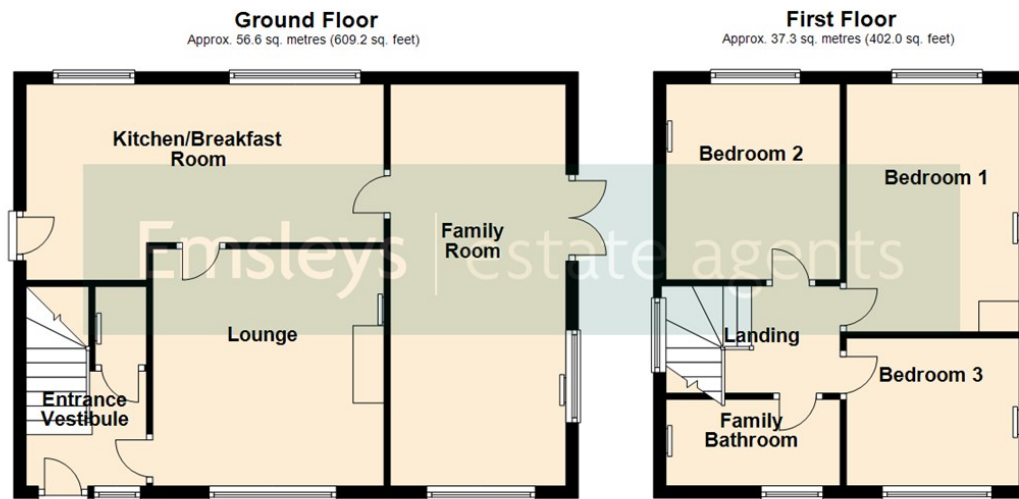 Ground Floor
Approx. 56.6 sq. metres (609.2 sq. feet)
First Floor
Approx. 37.3 sq. metres (402.0 sq. feet)
Kitchen/Breakfast
Room
Family
Room
Lounge
Entrance
Vestibule
Bedroom 2
Bedroom 1
Landing
Bedroom 3
Family
Bathroom
Emsleys | estate agents